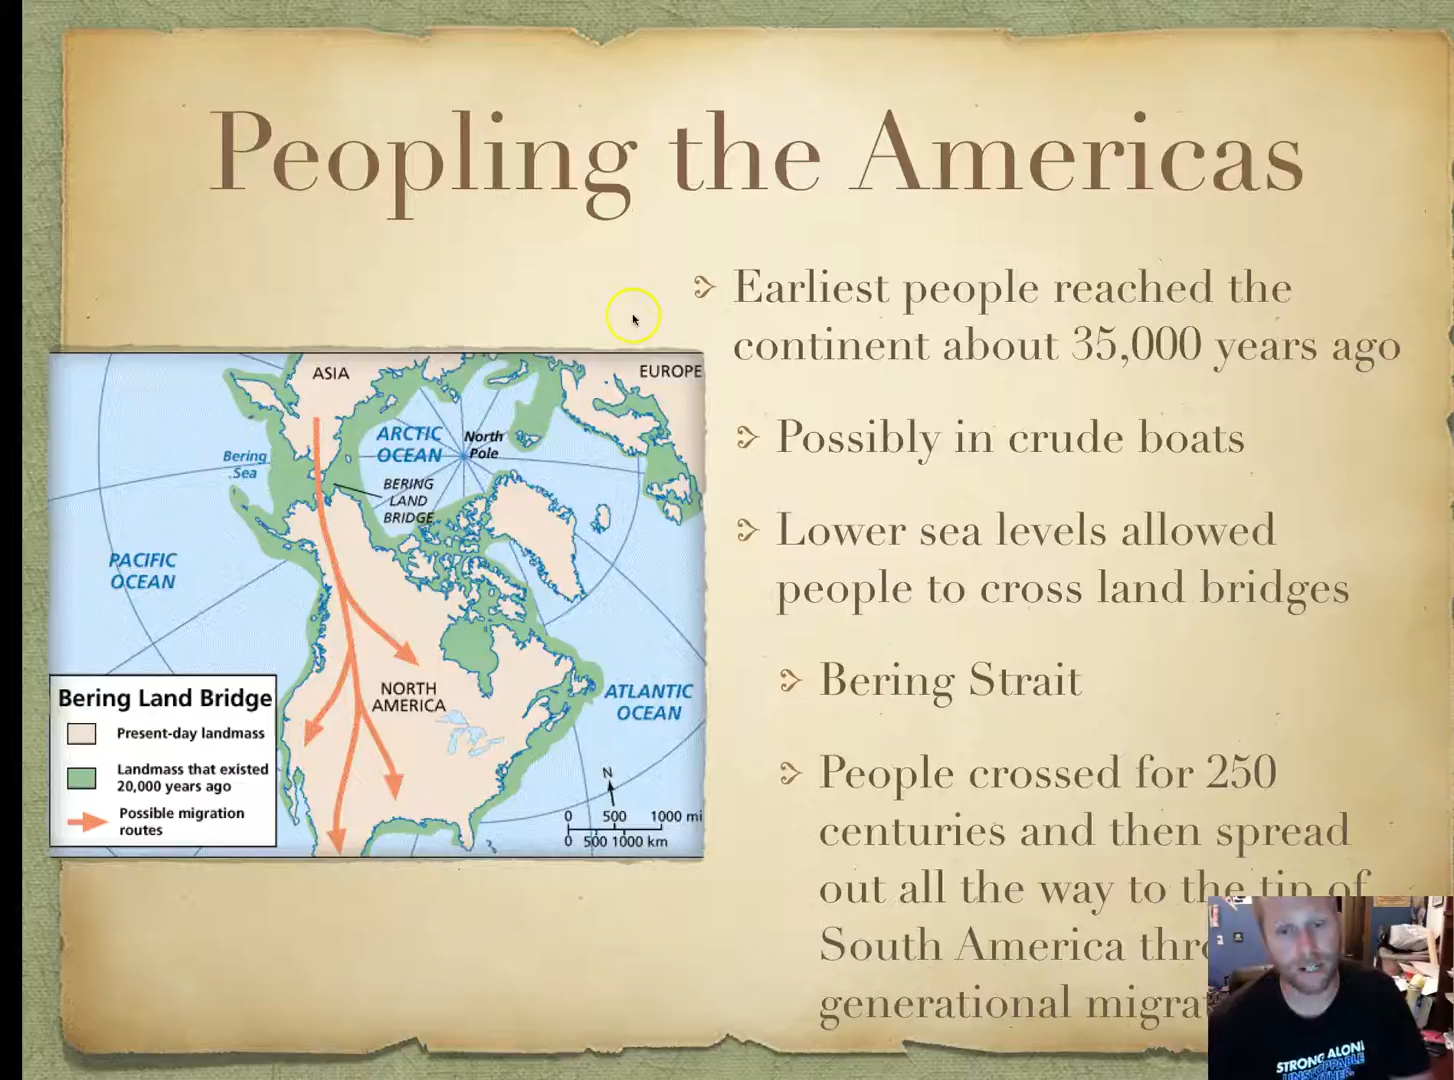 Peopling the Americas
Earliest people reached the
continent about 35,000 years ago
Possibly in crude boats
Lower sea levels allowed
people to cross land bridges
Bering Strait
People crossed for 250
centuries and then spread
out all the way to the tip of
South America
generational
ASIA
EUROPE
ARCTIC
OCEAN
North
Pole
Bering
Sea
BERING
LAND
BRIDGE
PACIFIC
OCEAN
NORTH
AMERICA
ATLANTIC
OCEAN
Bering Land Bridge
Present-day landmass
Landmass that existed
20,000 years ago
Possible migration
routes
N
0 500 1000 mi
0 500 1000 km
STRONG ALONE
UNSTOPPABLE